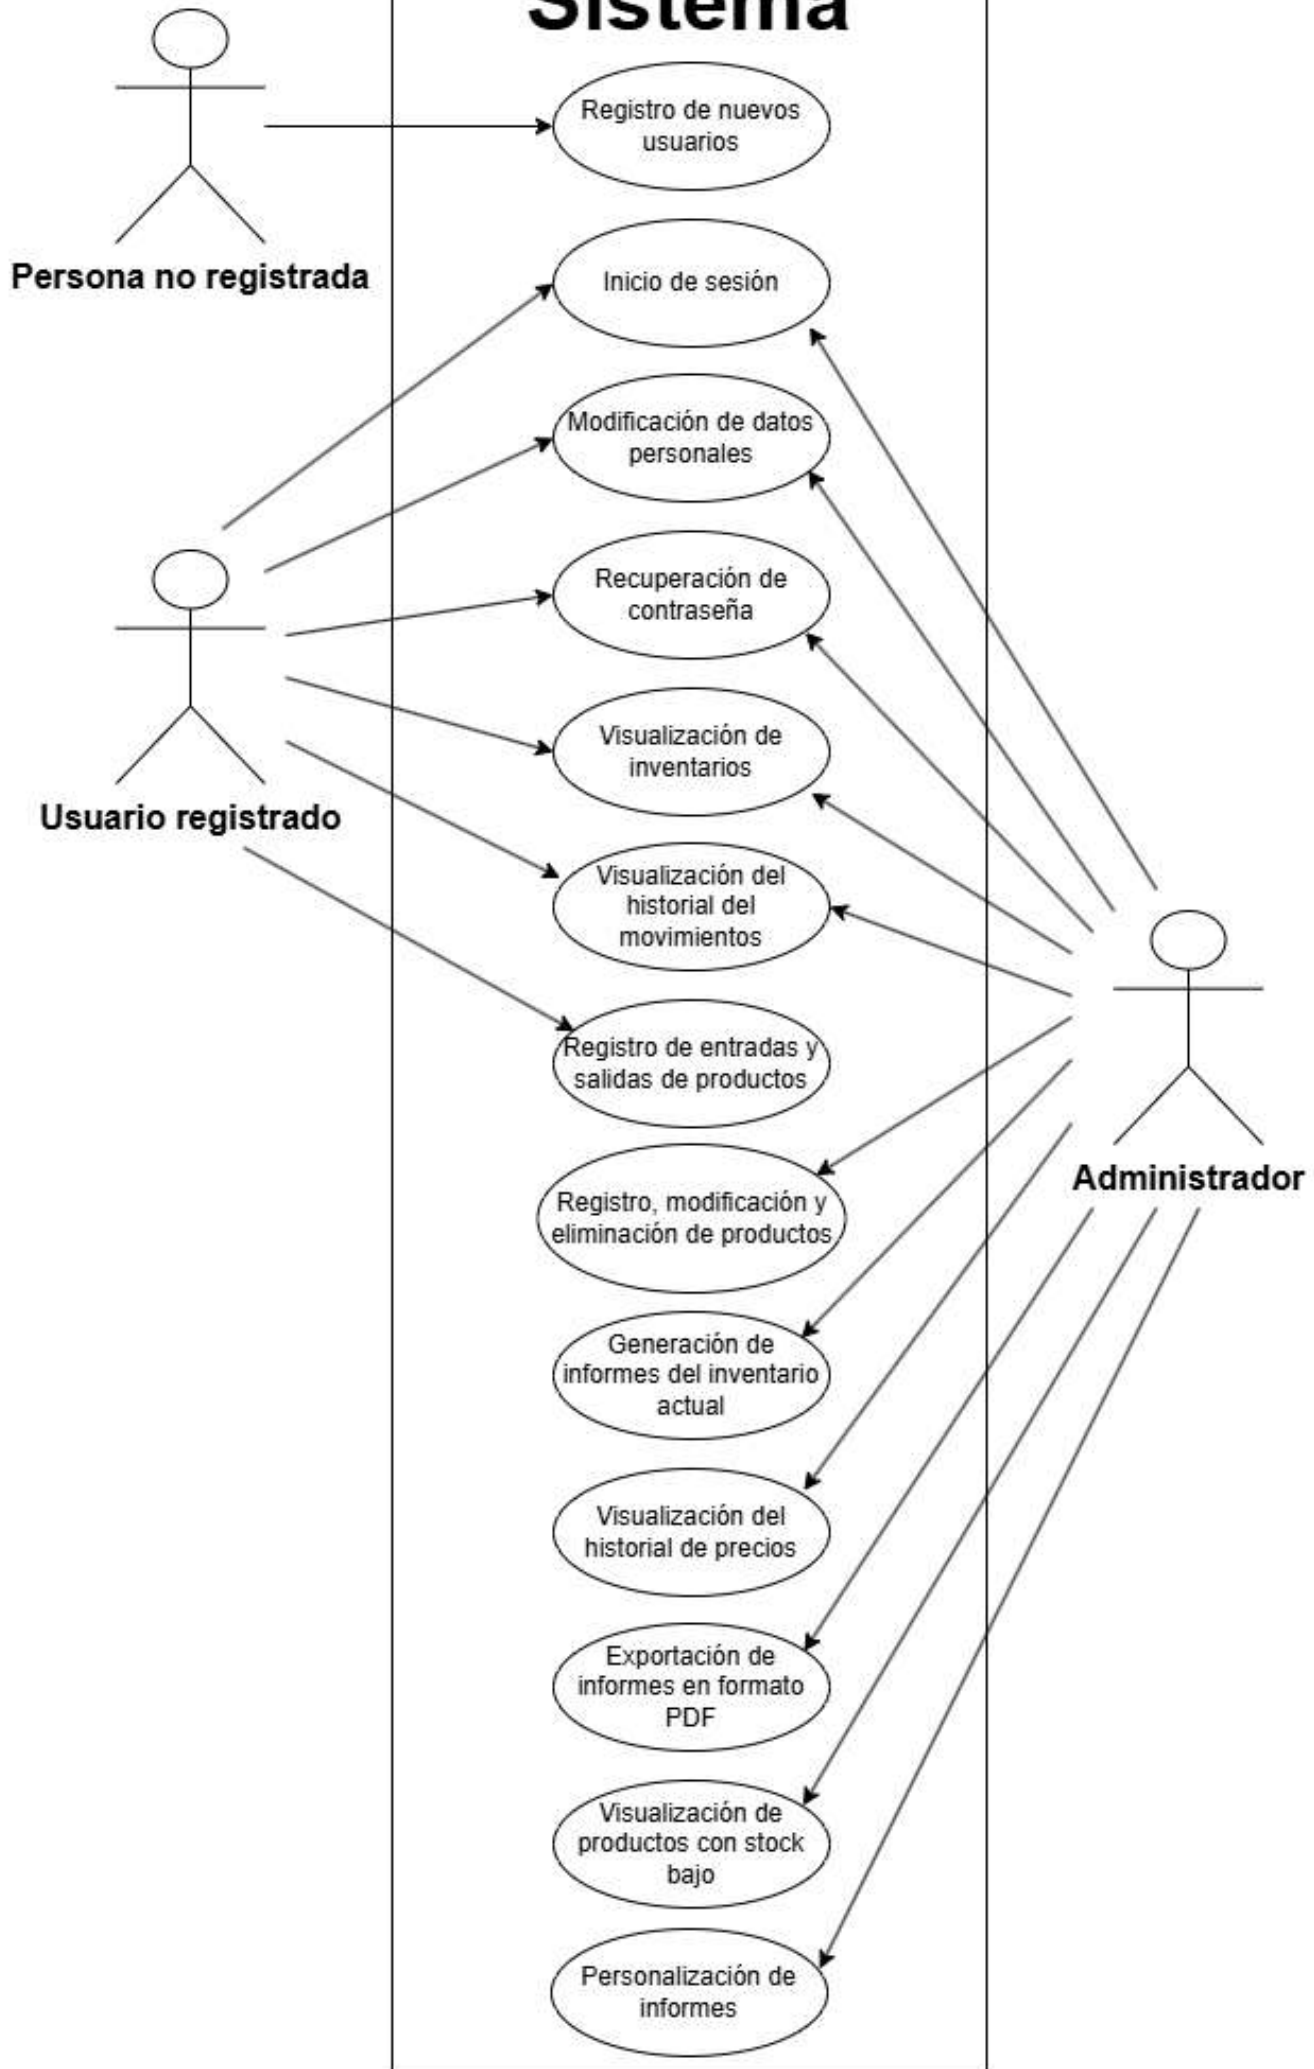 Sistema
Registro de nuevos
usuarios
Persona no registrada
Inicio de sesión
Modificación de datos
personales
Recuperación de
contraseña
Visualización de
inventarios
Usuario registrado
Visualización del
historial del
movimientos
Registro de entradas y
salidas de productos
Administrador
Registro, modificación y
eliminación de productos
Generación de
informes del inventario
actual
Visualización del
historial de precios
Exportación de
informes en formato
PDF
Visualización de
productos con stock
bajo
Personalización de
informes